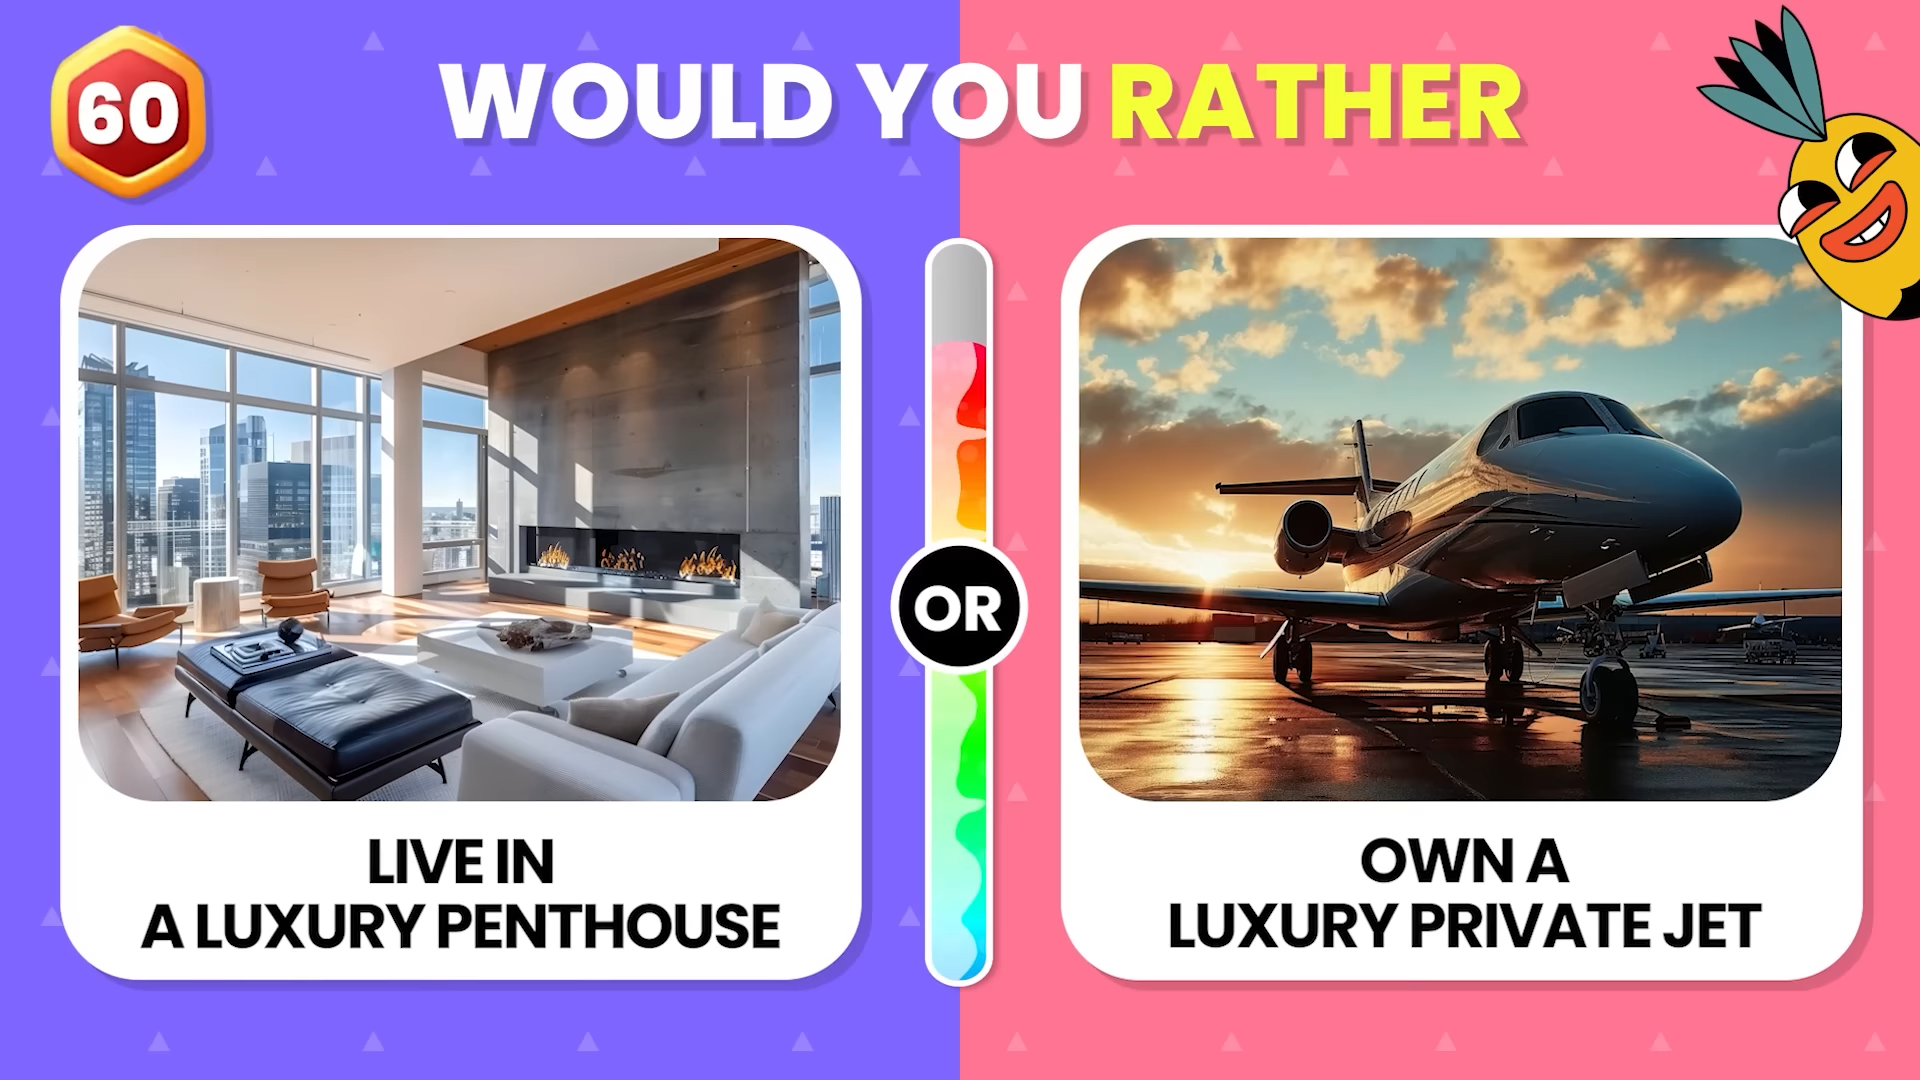 60
WOULD YOU RATHER
OR
LIVE IN
A LUXURY PENTHOUSE
OWN A
LUXURY PRIVATE JET